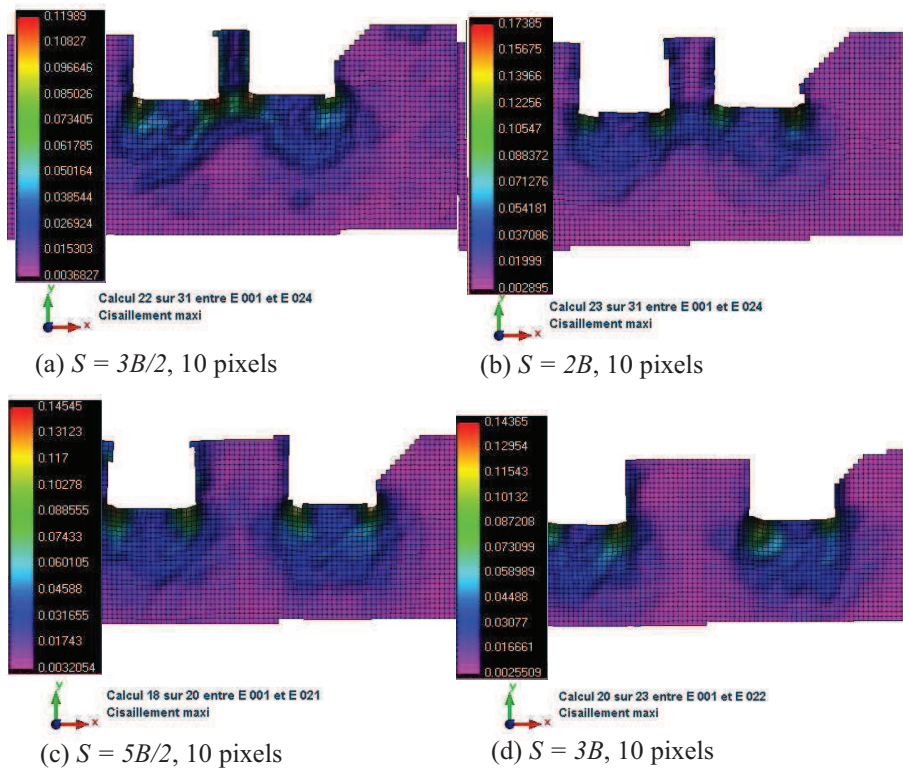 0.11989
0.10827
0.096646
0.085026
0.073405
0.061785
0.050164
0.038544
0.026924
0.015303
0.0036827
y
x
Calcul 22 sur 31 entre E 001 et E 024
Cisaillement maxi
(a) S = 3B/2, 10 pixels
0.17385
0.15675
0.13966
0.12256
0.10547
0.088372
0.071276
0.054181
0.037086
0.01999
0.002895
y
x
Calcul 23 sur 31 entre E 001 et E 024
Cisaillement maxi
(b) S = 2B, 10 pixels
0.14545
0.13123
0.117
0.10278
0.088555
0.07433
0.060105
0.04588
0.031655
0.01743
0.0032054
y
x
Calcul 18 sur 20 entre E 001 et E 021
Cisaillement maxi
(c) S = 5B/2, 10 pixels
0.14365
0.12954
0.11543
0.10132
0.087208
0.073099
0.058989
0.04488
0.03077
0.016661
0.0025509
y
x
Calcul 20 sur 23 entre E 001 et E 022
Cisaillement maxi
(d) S = 3B, 10 pixels